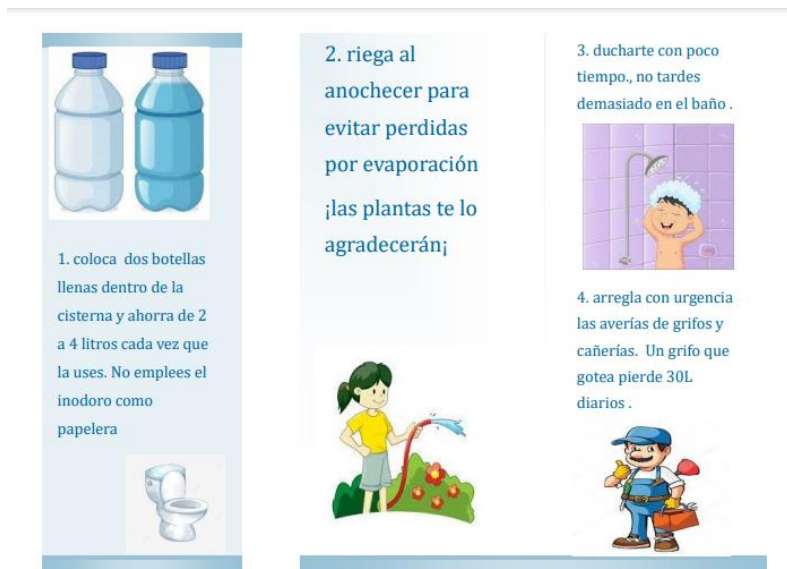 1. coloca  dos botellas
llenas dentro de la
cisterna y ahorra de 2
a 4 litros cada vez que
la uses. No emplees el
inodoro como
papelera
2. riega al
anochecer para
evitar perdidas
por evaporación
¡las plantas te lo
agradecerán¡
3. ducharte con poco
tiempo., no tardes
demasiado en el baño .
4. arregla con urgencia
las averías de grifos y
cañerías.  Un grifo que
gotea pierde 30L
diarios .